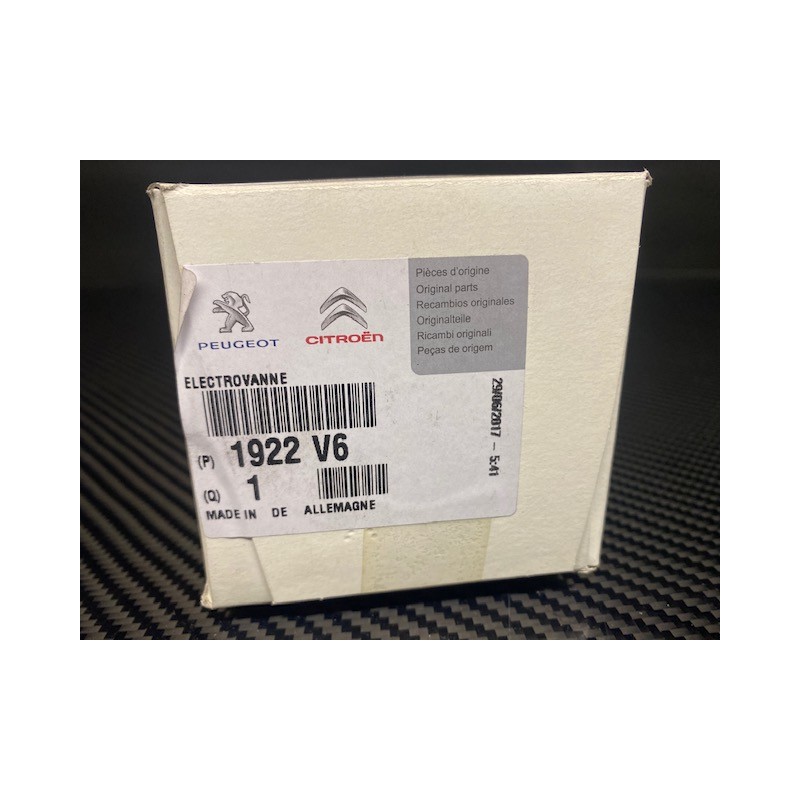 PEUGEOT
CITROËN
Pièces d'origine
Original parts
Recambios originales
Originalteile
Ricambi originali
Peças de origem
ELECTROVANNE
(P) 1922 V6
(Q) 1
MADE IN DE ALLEMAGNE
29/06/2017 - 5:41